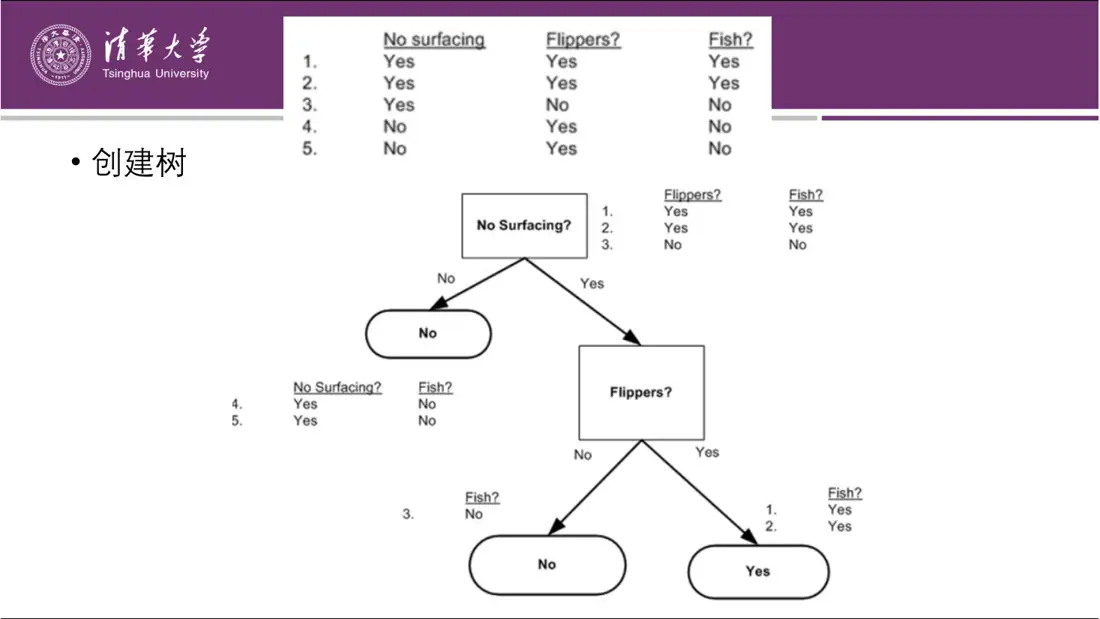 清华大学
Tsinghua University
No surfacing Flippers? Fish?
1. Yes Yes Yes
2. Yes Yes Yes
3. Yes No No
4. No Yes No
5. No Yes No
• 创建树
No Surfacing?
Flippers? Fish?
1. Yes Yes
2. Yes Yes
3. No No
No Yes
No
Flippers?
No Surfacing? Fish?
4. Yes No
5. Yes No
No Yes
Fish?
3. No
Fish?
1. Yes
2. Yes
No
Yes